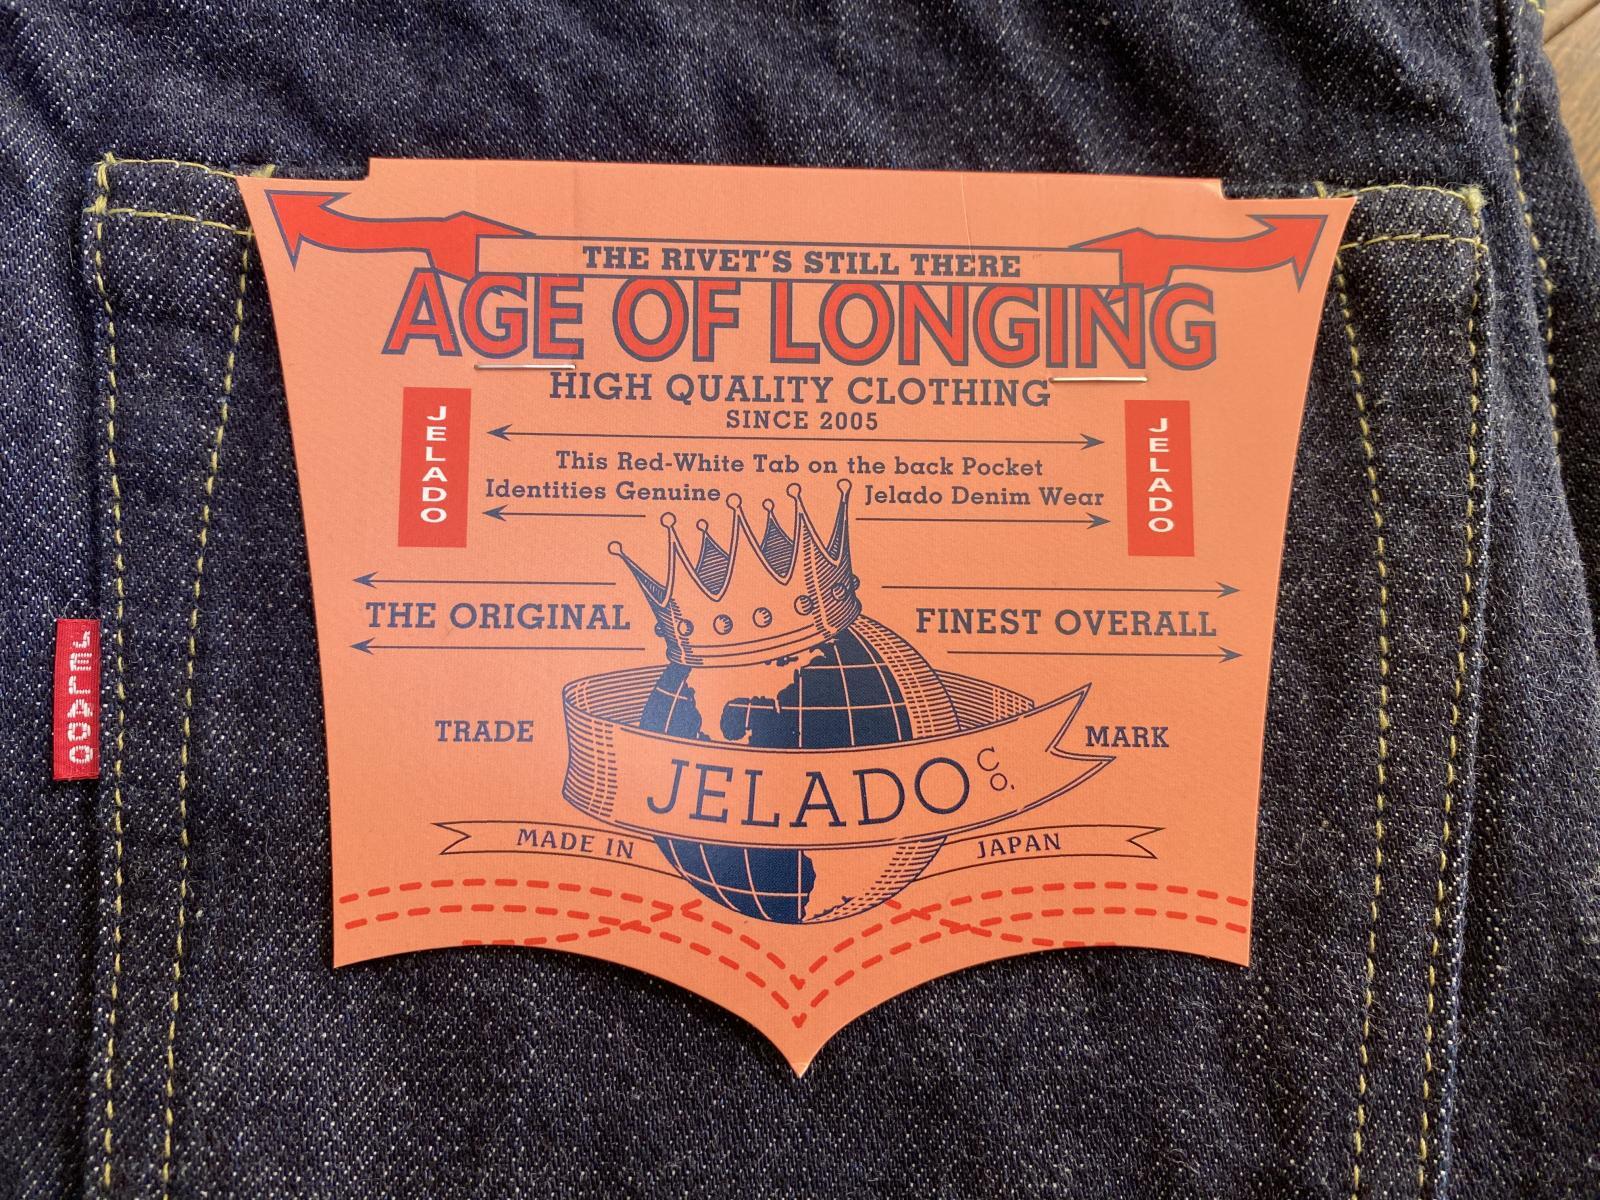 THE RIVET'S STILL THERE
AGE OF LONGING
HIGH QUALITY CLOTHING
SINCE 2005
JELADO
JELADO
This Red-White Tab on the back Pocket
Identities Genuine Jelado Denim Wear
THE ORIGINAL FINEST OVERALL
TRADE MARK
JELADO CO.
MADE IN JAPAN
JELADO